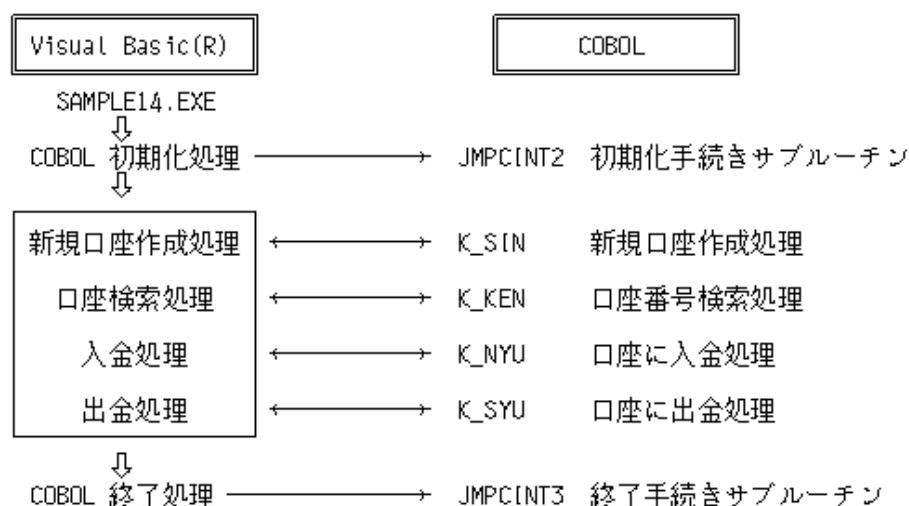 Visual Basic(R) COBOL
SAMPLE14.EXE
COBOL 初期化処理 JMPCINT2 初期化手続きサブルーチン
新規口座作成処理 K_SIN 新規口座作成処理
口座検索処理 K_KEN 口座番号検索処理
入金処理 K_NYU 口座に入金処理
出金処理 K_SYU 口座に出金処理
COBOL 終了処理 JMPCINT3 終了手続きサブルーチン